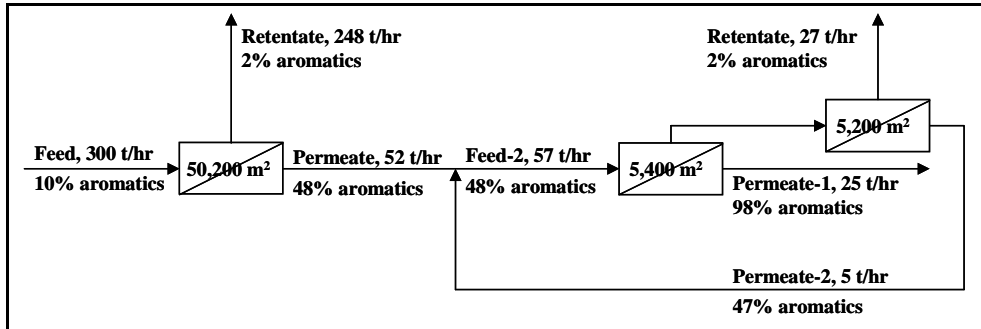 Retentate, 248 t/hr
2% aromatics
Retentate, 27 t/hr
2% aromatics
Feed, 300 t/hr
10% aromatics
50,200 m²
Permeate, 52 t/hr
48% aromatics
Feed-2, 57 t/hr
48% aromatics
5,400 m²
5,200 m²
Permeate-1, 25 t/hr
98% aromatics
Permeate-2, 5 t/hr
47% aromatics